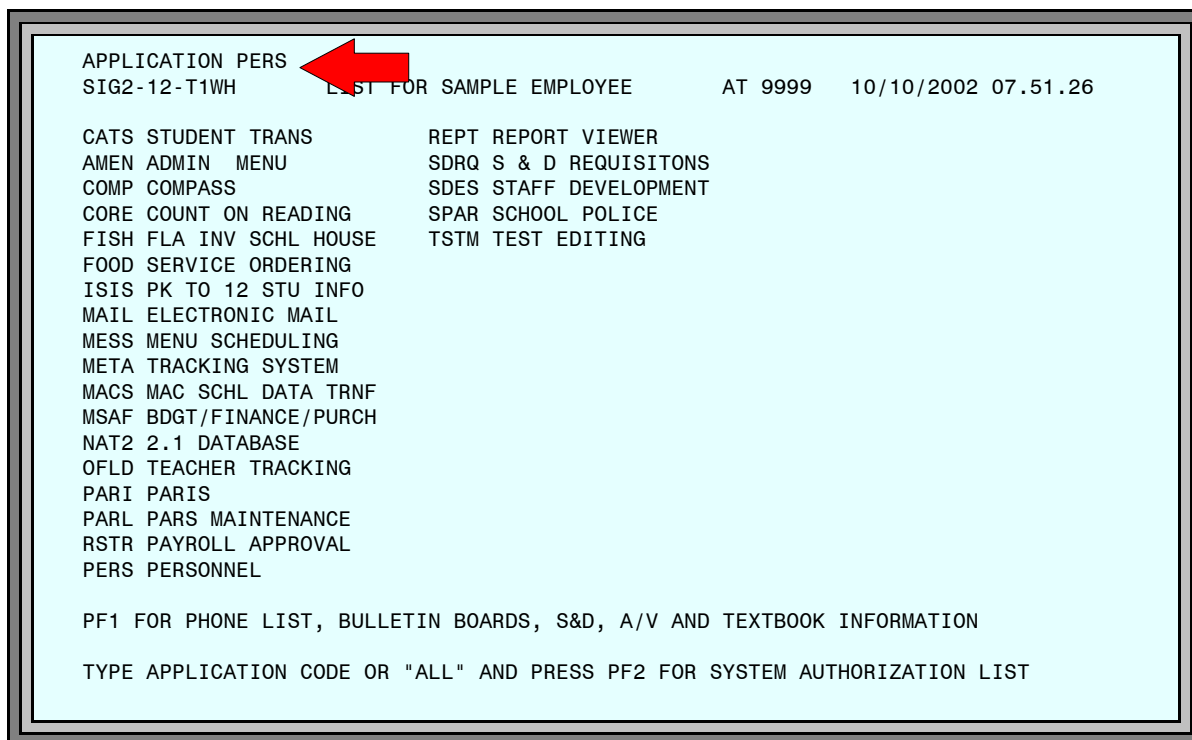 APPLICATION PERS
SIG2-12-T1WH LIST FOR SAMPLE EMPLOYEE AT 9999 10/10/2002 07.51.26
CATS STUDENT TRANS REPT REPORT VIEWER
AMEN ADMIN MENU SDRQ S & D REQUISITONS
COMP COMPASS SDES STAFF DEVELOPMENT
CORE COUNT ON READING SPAR SCHOOL POLICE
FISH FLA INV SCHL HOUSE TSTM TEST EDITING
FOOD SERVICE ORDERING
ISIS PK TO 12 STU INFO
MAIL ELECTRONIC MAIL
MESS MENU SCHEDULING
META TRACKING SYSTEM
MACS MAC SCHL DATA TRNF
MSAF BDGT/FINANCE/PURCH
NAT2 2.1 DATABASE
OFLD TEACHER TRACKING
PARI PARIS
PARL PARS MAINTENANCE
RSTR PAYROLL APPROVAL
PERS PERSONNEL
PF1 FOR PHONE LIST, BULLETIN BOARDS, S&D, A/V AND TEXTBOOK INFORMATION
TYPE APPLICATION CODE OR "ALL" AND PRESS PF2 FOR SYSTEM AUTHORIZATION LIST